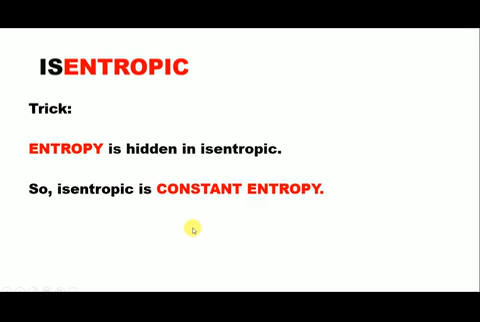 ISENTROPIC
Trick:
ENTROPY is hidden in isentropic.
So, isentropic is CONSTANT ENTROPY.